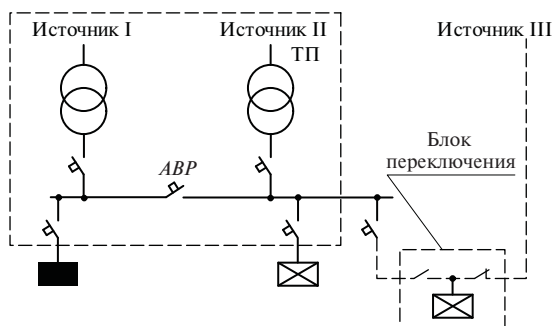 Источник I
Источник II
Источник III
ТП
АВР
Блок
переключения